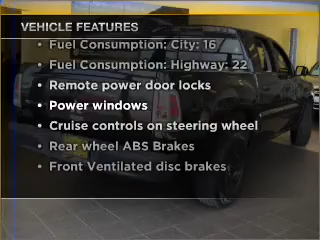 VEHICLE FEATURES
• Fuel Consumption: City: 16
• Fuel Consumption: Highway: 22
• Remote power door locks
• Power windows
• Cruise controls on steering wheel
• Rear wheel ABS Brakes
• Front Ventilated disc brakes